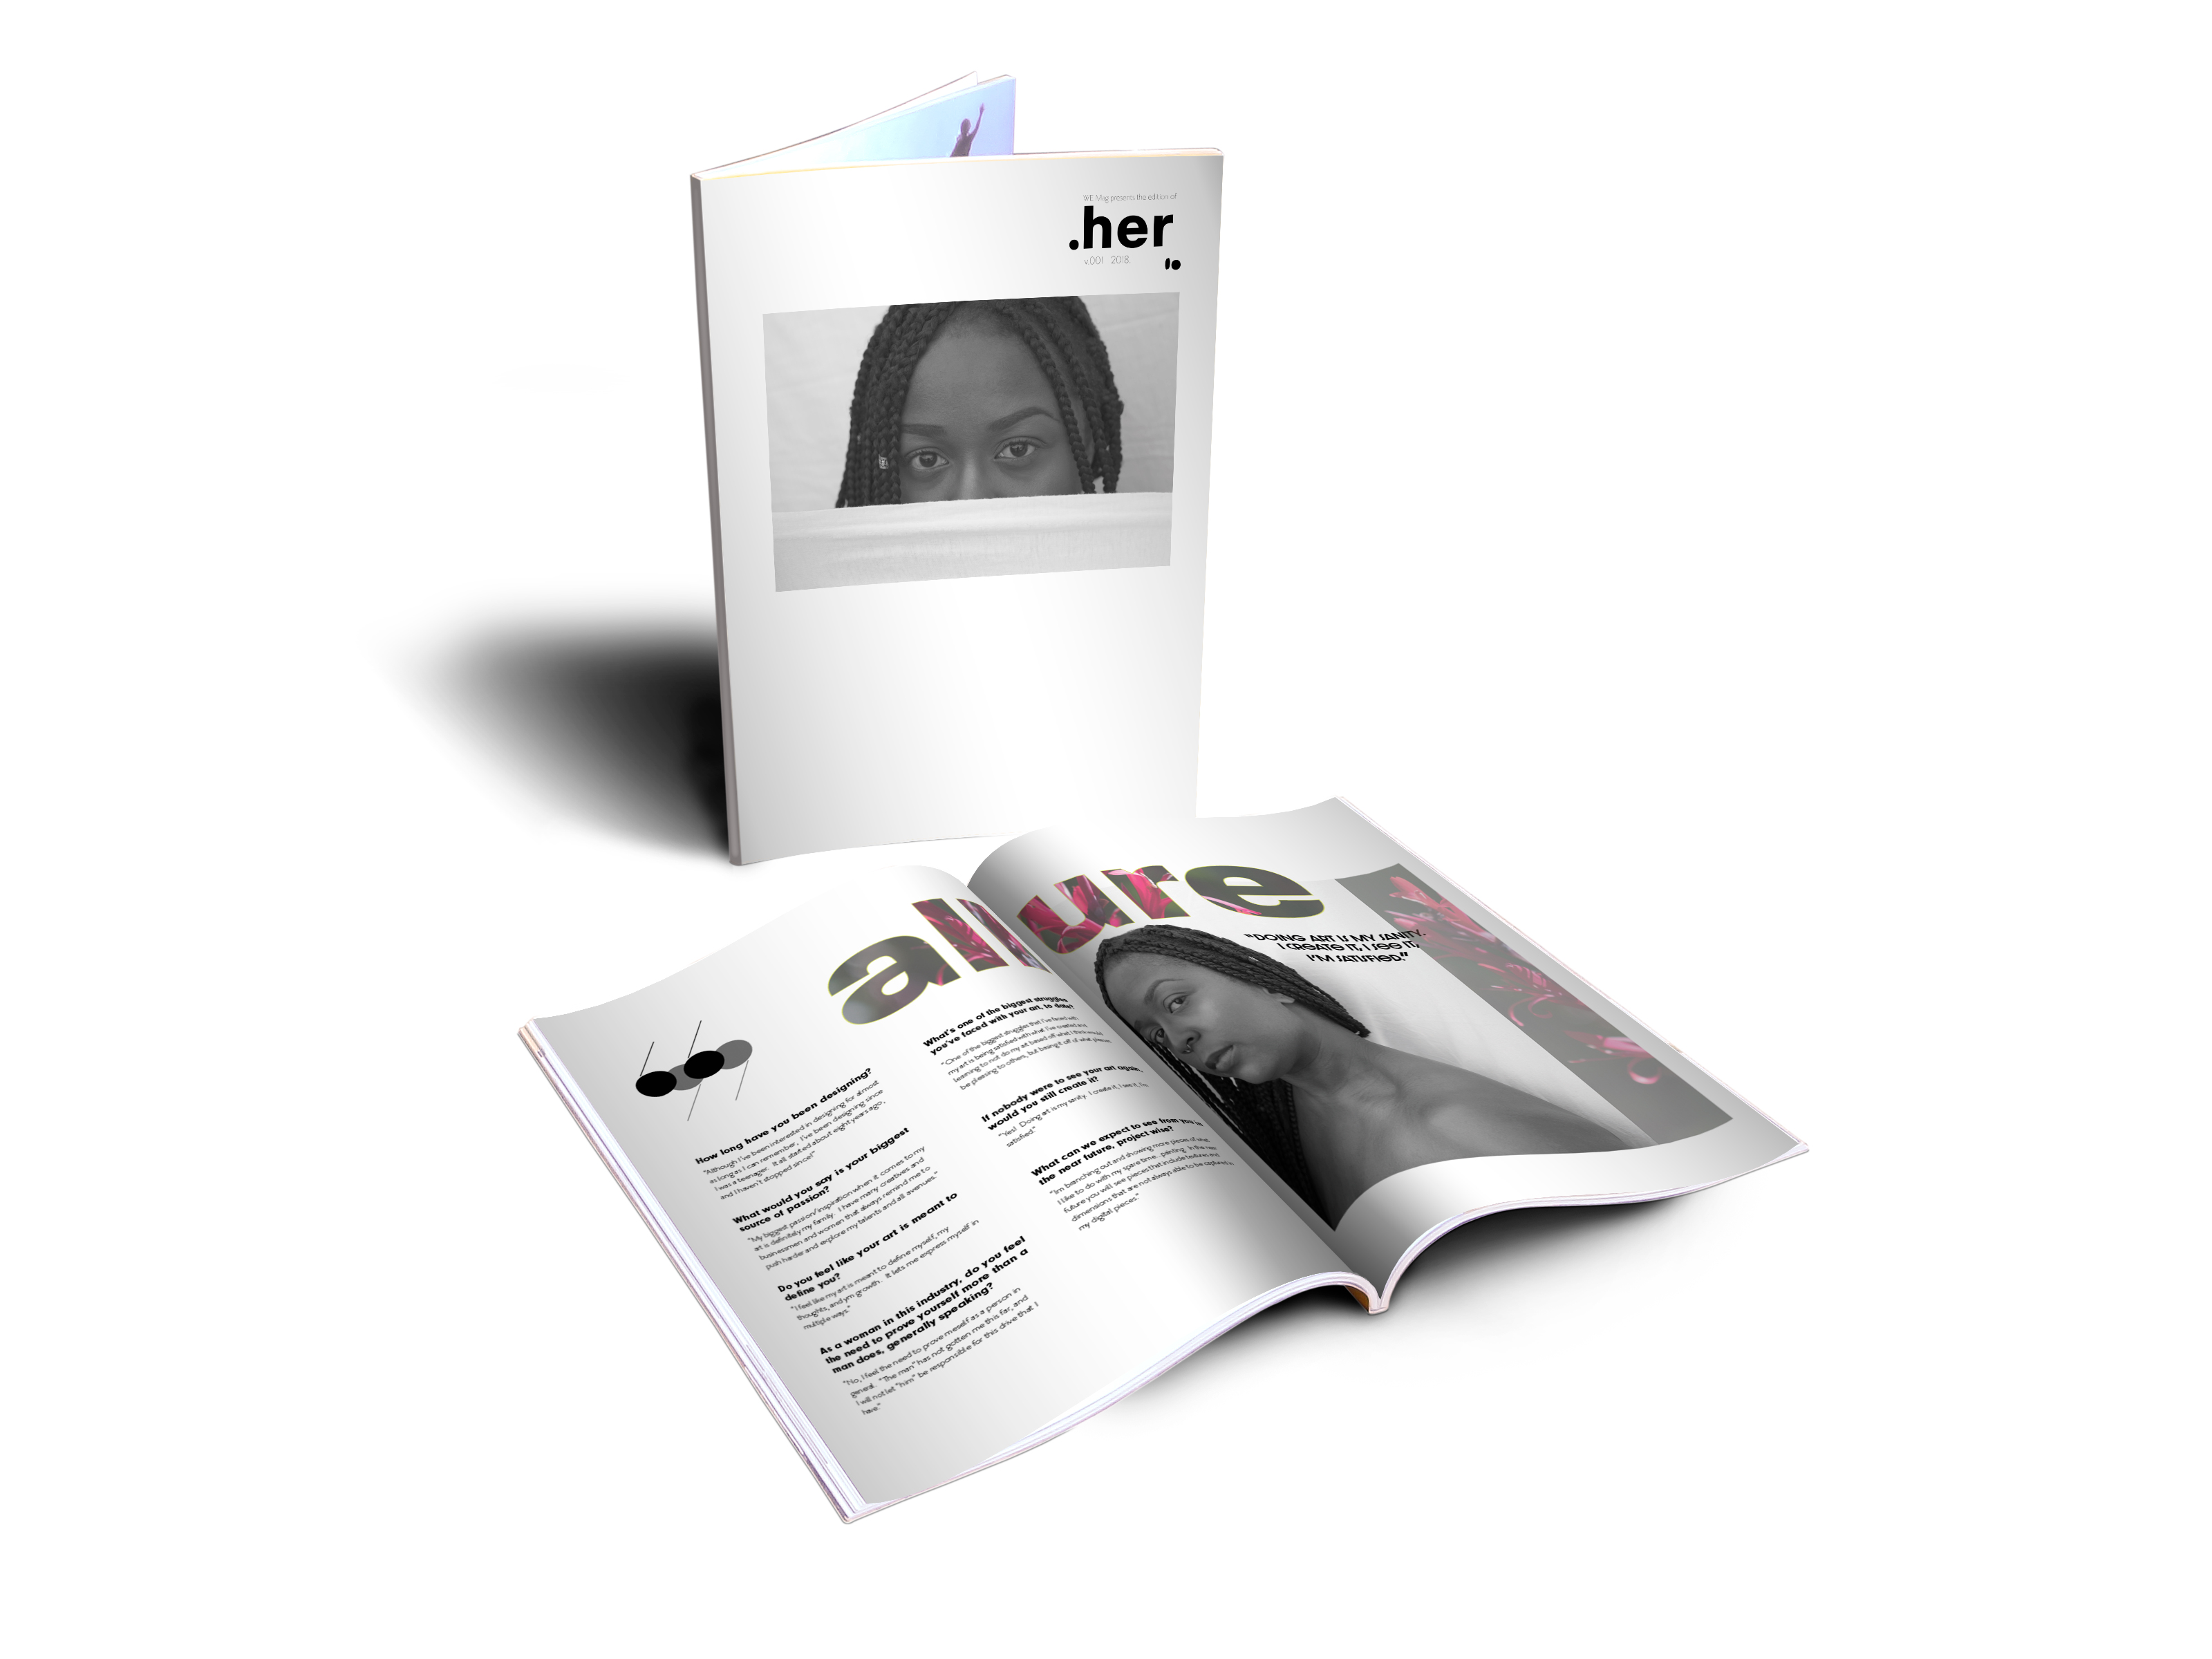 WE Mag presents the edition of
.her
v.001 2018.
allure
"DOING ART IS MY SANITY.
I CREATE IT, I SEE IT,
I'M SATISFIED."
How long have you been designing?
"Although I've been interested in designing for almost
as long as I can remember, I've been designing since
I was a teenager. It all started about eight years ago,
and I haven't stopped since!"
What would you say is your biggest
source of passion?
"My biggest passion/inspiration when it comes to my
art is definitely my family. I have many creatives and
businessmen and women that always remind me to
push harder and explore my talents and all avenues."
Do you feel like your art is meant to
define you?
"I feel like my art is meant to define myself, my
thoughts, and ym growth. It lets me express myself in
multiple ways."
As a woman in this industry, do you feel
the need to prove yourself more than a
man does, generally speaking?
"No, I feel the need to prove meself as a person in
general. "The man" has not gotten me this far, and
I will not let "him" be responsible for this drive that I
have."
What's one of the biggest struggles
you've faced with your art, to date?
"One of the biggest struggles that I've faced with
my art is being satisfied with what I've created and
learning to not do my art based off of what I think would
be pleasing to others, but basing it off of what pleases
If nobody were to see your art again,
would you still create it?
"Yes! Doing art is my sanity. I create it, I see it, I'm
satisfied."
What can we expect to see from you in
the near future, project wise?
"Im branching out and showing more pieces of what
I like to do with my spare time... painting. In the near
future you will see pieces that include textures and
dimensions that are not always able to be captured in
my digital pieces."